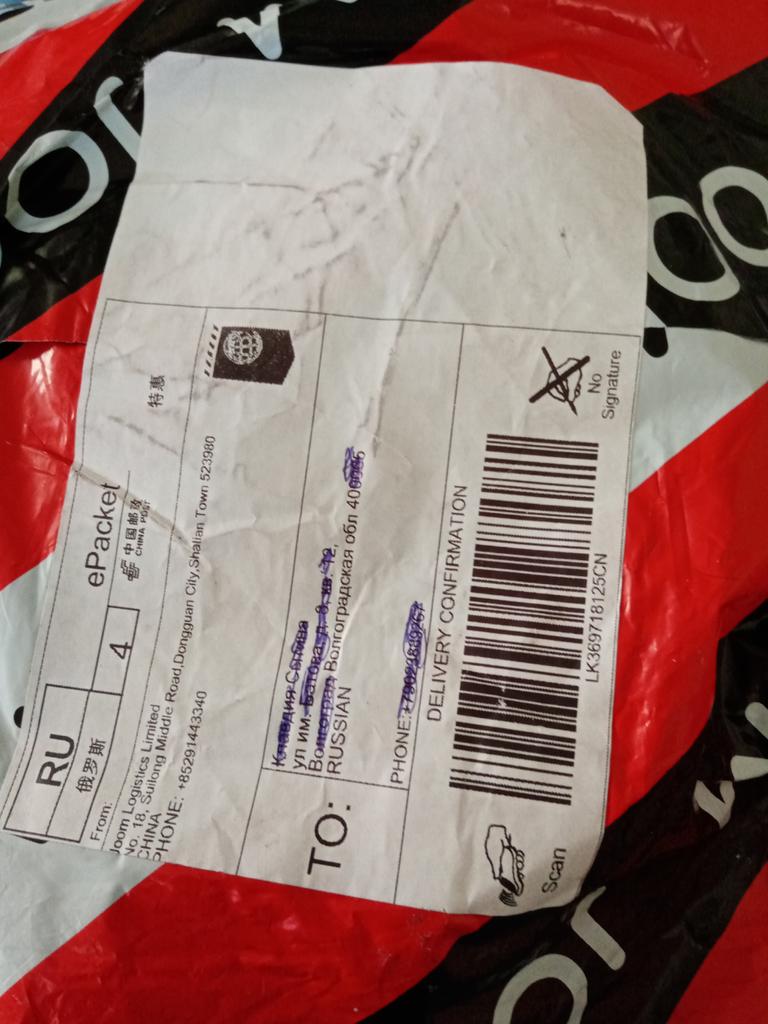 RU
俄罗斯
4
ePacket
中国邮政
CHINA POST
特惠
From:
Joom Logistics Limited
No. 18, Suilong Middle Road,Dongguan City,Shalian Town 523980
CHINA
PHONE: +85291443340
TO:
ул им.
Волгоградская обл
RUSSIAN
PHONE:
DELIVERY CONFIRMATION
Scan
LK369718125CN
No
Signature